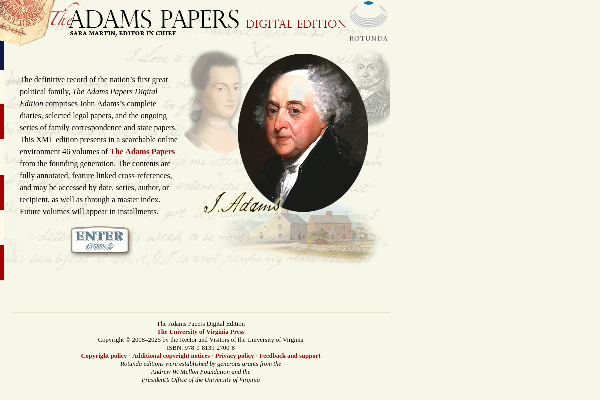 The ADAMS PAPERS DIGITAL EDITION
SARA MARTIN, EDITOR IN CHIEF
ROTUNDA
The definitive record of the nation's first great
political family, The Adams Papers Digital
Edition comprises John Adams's complete
diaries, selected legal papers, and the ongoing
series of family correspondence and state papers.
This XML edition presents in a searchable online
environment 46 volumes of The Adams Papers
from the founding generation. The contents are
fully annotated, feature linked cross-references,
and may be accessed by date, series, author, or
recipient, as well as through a master index.
Future volumes will appear in installments.
J. Adams
ENTER
The Adams Papers Digital Edition
The University of Virginia Press
Copyright © 2008–2025 by the Rector and Visitors of the University of Virginia
ISBN: 978-0-8139-2700-8
Copyright policy · Additional copyright notices · Privacy policy · Feedback and support
Rotunda editions were established by generous grants from the
Andrew W. Mellon Foundation and the
President's Office of the University of Virginia